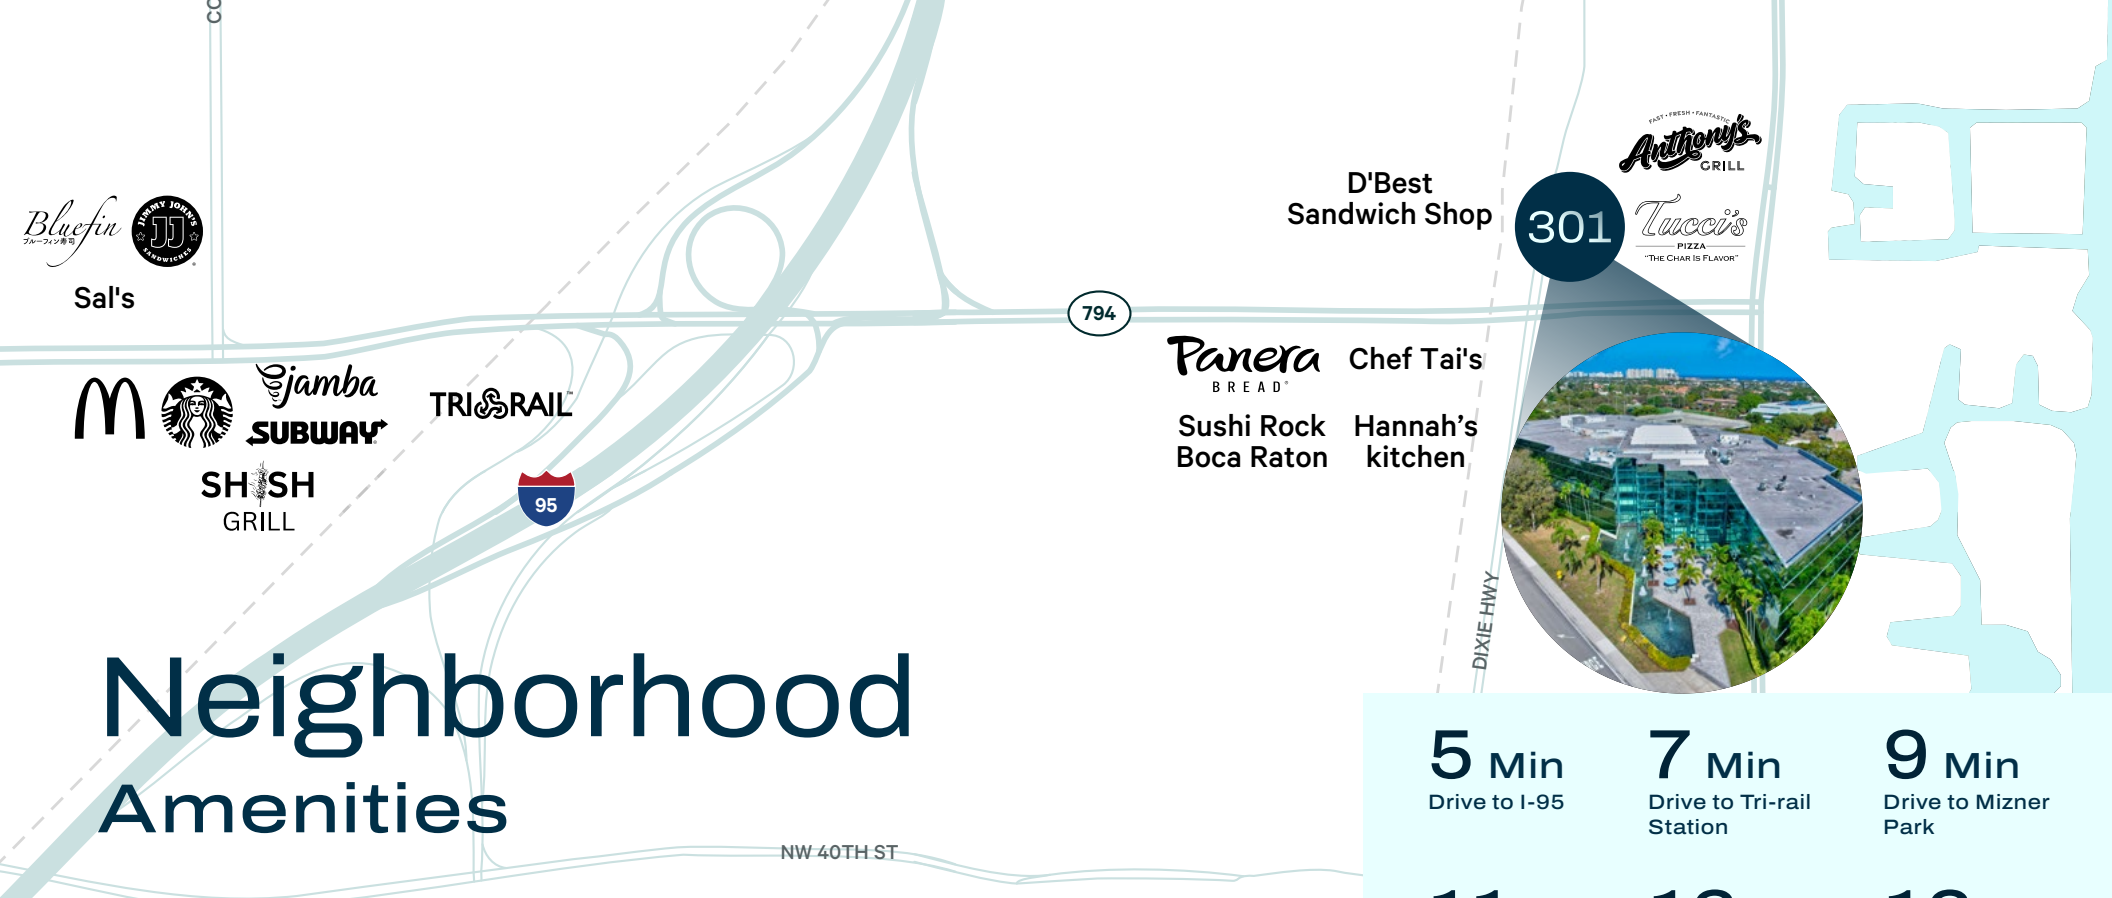 FAST • FRESH • FANTASTIC
Anthony's
GRILL
D'Best
Sandwich Shop
301
Tucci's
PIZZA
"THE CHAR IS FLAVOR"
Bluefin
ブルーフィン寿司
JIMMY JOHN'S
JJ
SANDWICHES
Sal's
794
Panera
BREAD
Chef Tai's
Sushi Rock
Boca Raton
Hannah’s
kitchen
jamba
SUBWAY
TRI RAIL
SHISH
GRILL
95
DIXIE HWY
Neighborhood
Amenities
NW 40TH ST
5 Min
Drive to I-95
7 Min
Drive to Tri-rail
Station
9 Min
Drive to Mizner
Park